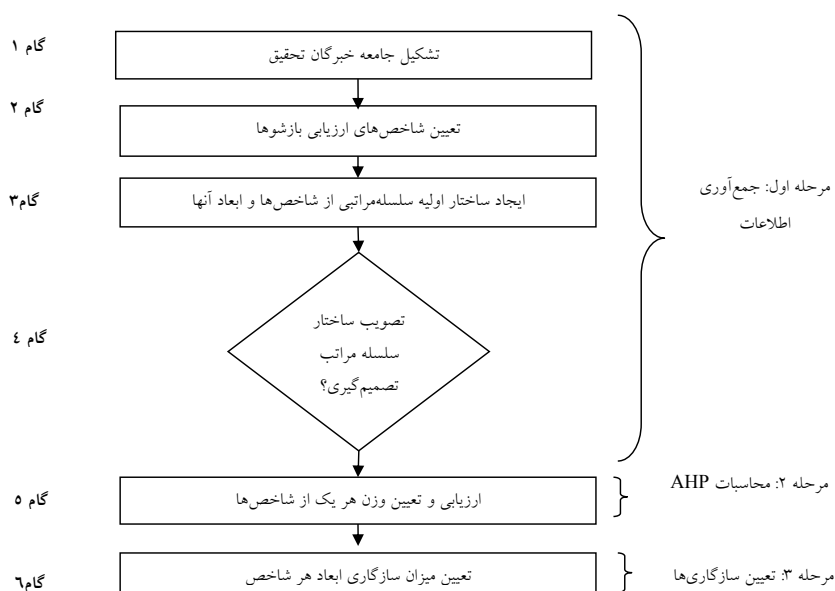 گام ۱
تشکیل جامعه خبرگان تحقیق
گام ۲
تعیین شاخص‌های ارزیابی بازشوها
گام۳
ایجاد ساختار اولیه سلسله‌مراتبی از شاخص‌ها و ابعاد آنها
مرحله اول: جمع‌آوری
اطلاعات
گام ٤
تصویب ساختار
سلسله مراتب
تصمیم‌گیری؟
گام ٥
ارزیابی و تعیین وزن هر یک از شاخص‌ها
مرحله ۲: محاسبات AHP
گام٦
تعیین میزان سازگاری ابعاد هر شاخص
مرحله ۳: تعیین سازگاری‌ها